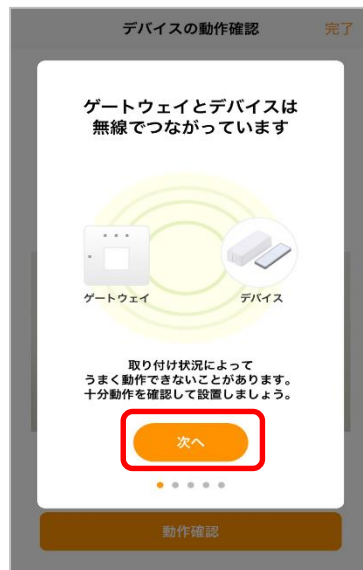 デバイスの動作確認 完了
ゲートウェイとデバイスは
無線でつながっています
ゲートウェイ デバイス
取り付け状況によって
うまく動作できないことがあります。
十分動作を確認して設置しましょう。
次へ
動作確認